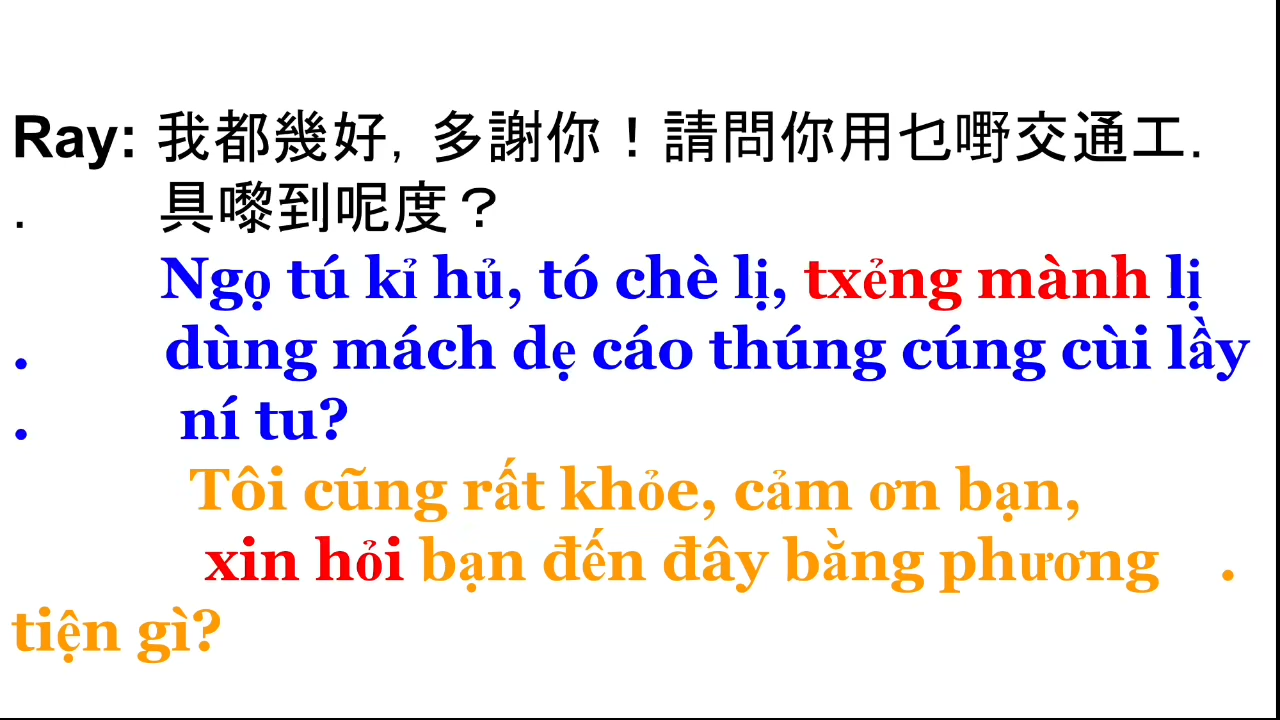 Ray: 我都幾好, 多謝你！請問你用乜嘢交通工.
. 具嚟到呢度？
Ngọ tú kỉ hủ, tó chè lị, txẻng mành lị
. dùng mách dẹ cáo thúng cúng cùi lầy
. ní tu?
Tôi cũng rất khỏe, cảm ơn bạn,
xin hỏi bạn đến đây bằng phương .
tiện gì?